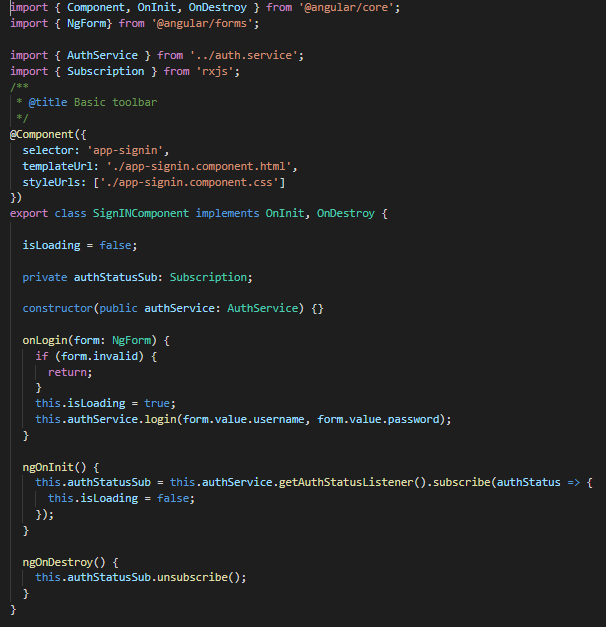 import { Component, OnInit, OnDestroy } from '@angular/core';
import { NgForm} from '@angular/forms';

import { AuthService } from '../auth.service';
import { Subscription } from 'rxjs';
/**
 * @title Basic toolbar
 */
@Component({
  selector: 'app-signin',
  templateUrl: './app-signin.component.html',
  styleUrls: ['./app-signin.component.css']
})
export class SignINComponent implements OnInit, OnDestroy {

  isLoading = false;

  private authStatusSub: Subscription;

  constructor(public authService: AuthService) {}

  onLogin(form: NgForm) {
    if (form.invalid) {
      return;
    }
    this.isLoading = true;
    this.authService.login(form.value.username, form.value.password);
  }

  ngOnInit() {
    this.authStatusSub = this.authService.getAuthStatusListener().subscribe(authStatus => {
      this.isLoading = false;
    });
  }

  ngOnDestroy() {
    this.authStatusSub.unsubscribe();
  }
}